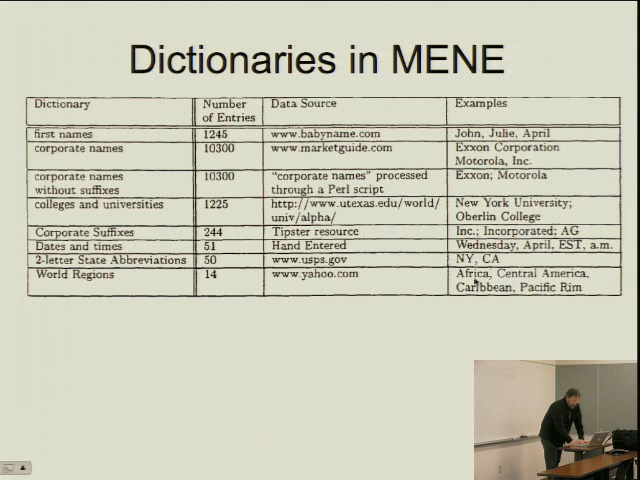 Dictionaries in MENE
Dictionary Number of Entries Data Source Examples
first names 1245 www.babyname.com John, Julie, April
corporate names 10300 www.marketguide.com Exxon Corporation Motorola, Inc.
corporate names without suffixes 10300 "corporate names" processed through a Perl script Exxon; Motorola
colleges and universities 1225 http://www.utexas.edu/world/univ/alpha/ New York University; Oberlin College
Corporate Suffixes 244 Tipster resource Inc.; Incorporated; AG
Dates and times 51 Hand Entered Wednesday, April, EST, a.m.
2-letter State Abbreviations 50 www.usps.gov NY, CA
World Regions 14 www.yahoo.com Africa, Central America, Caribbean, Pacific Rim